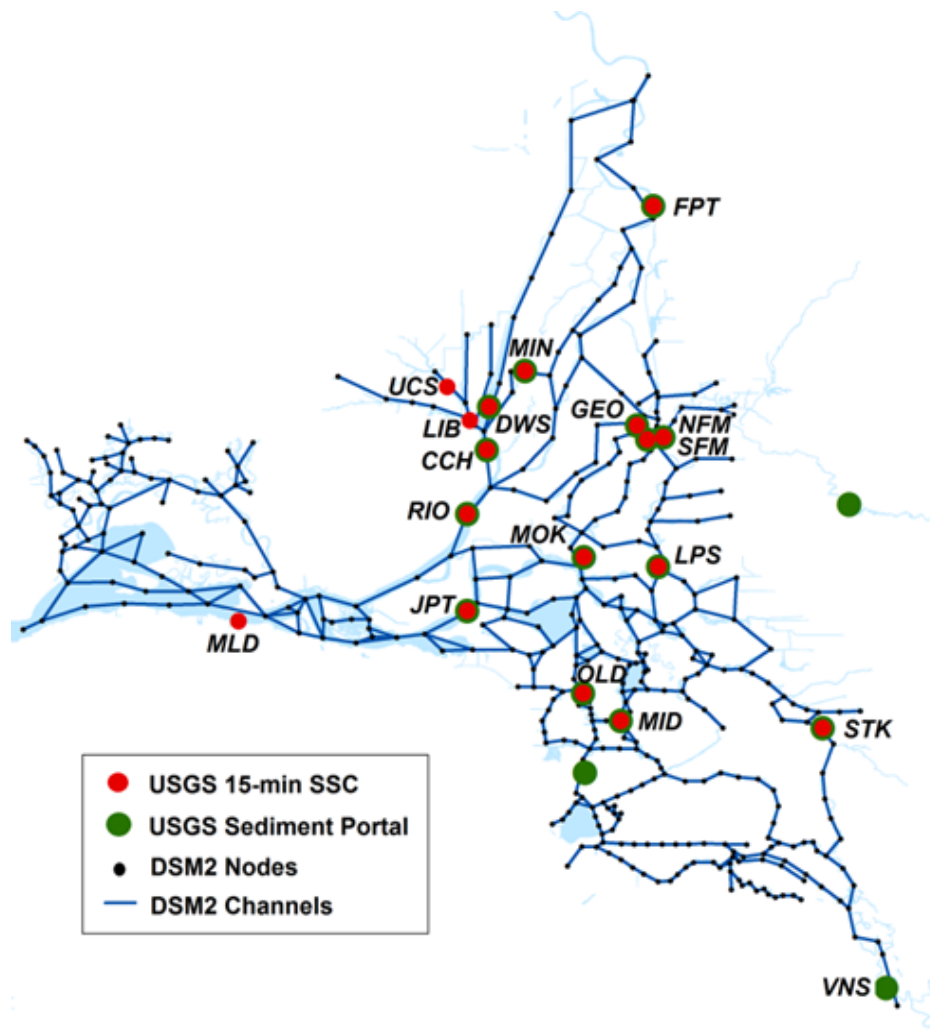 FPT
MIN
UCS
GEO
NFM
LIB
DWS
SFM
CCH
RIO
MOK
LPS
JPT
MLD
OLD
MID
STK
USGS 15-min SSC
USGS Sediment Portal
DSM2 Nodes
DSM2 Channels
VNS